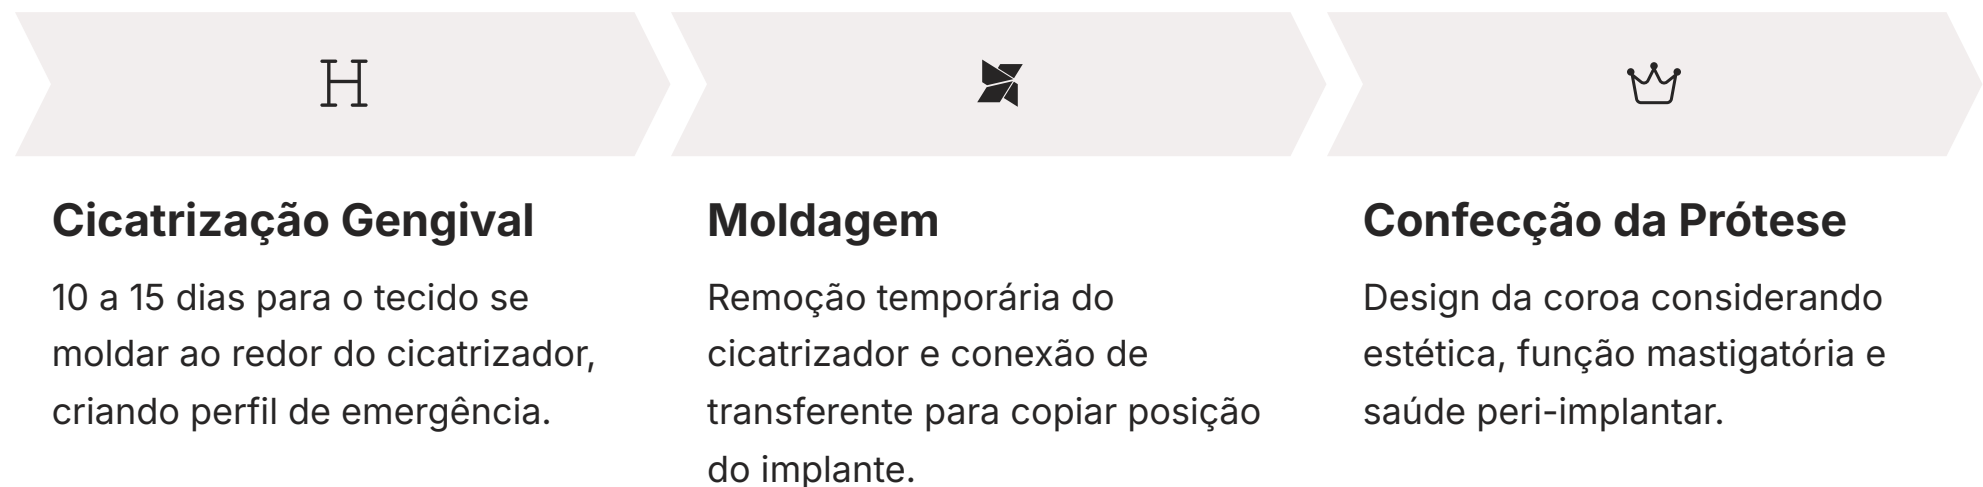 Cicatrização Gengival
10 a 15 dias para o tecido se
moldar ao redor do cicatrizador,
criando perfil de emergência.
Moldagem
Remoção temporária do
cicatrizador e conexão de
transferente para copiar posição
do implante.
Confecção da Prótese
Design da coroa considerando
estética, função mastigatória e
saúde peri-implantar.